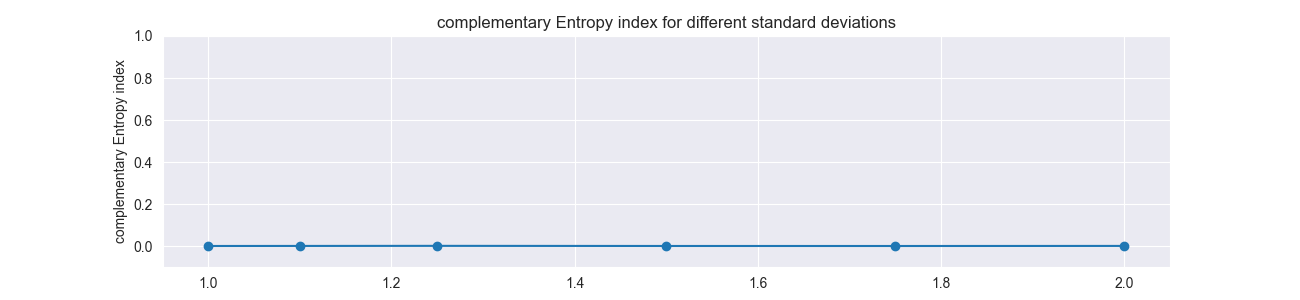 complementary Entropy index for different standard deviations
complementary Entropy index
1.0
0.8
0.6
0.4
0.2
0.0
1.0 1.2 1.4 1.6 1.8 2.0